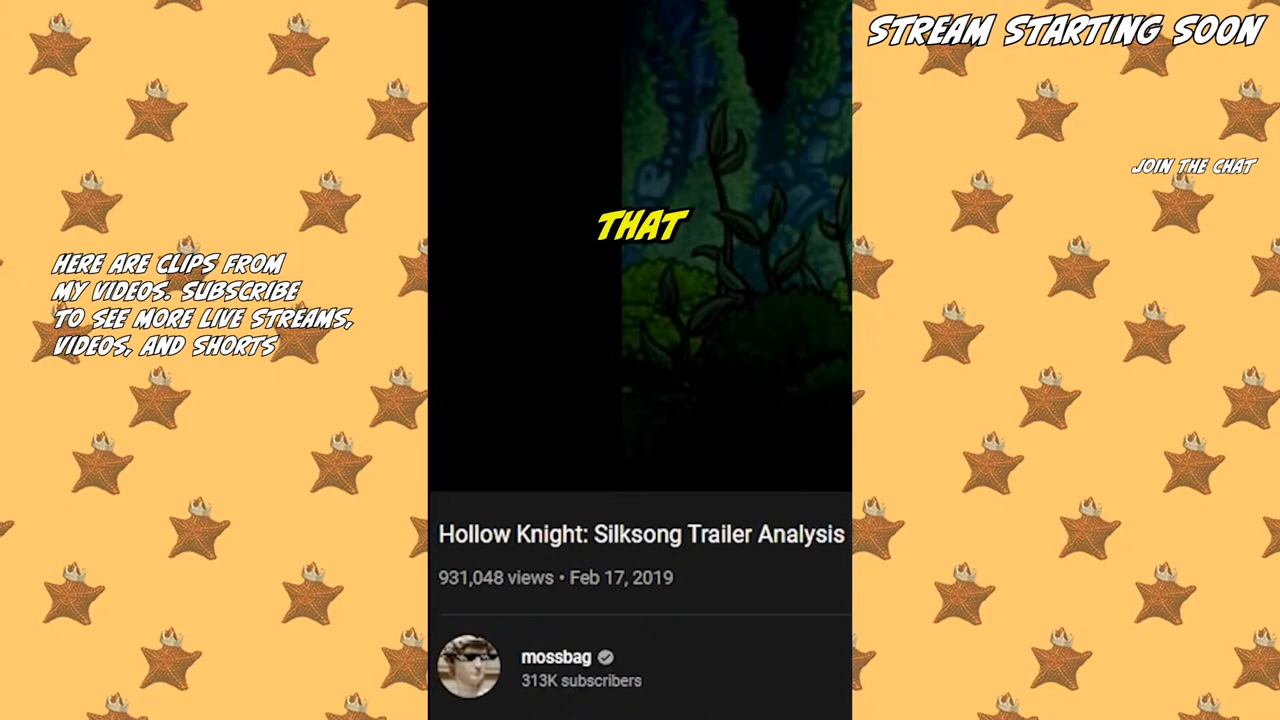 STREAM STARTING SOON
JOIN THE CHAT
THAT
HERE ARE CLIPS FROM
MY VIDEOS. SUBSCRIBE
TO SEE MORE LIVE STREAMS,
VIDEOS, AND SHORTS
Hollow Knight: Silksong Trailer Analysis
931,048 views • Feb 17, 2019
mossbag
313K subscribers